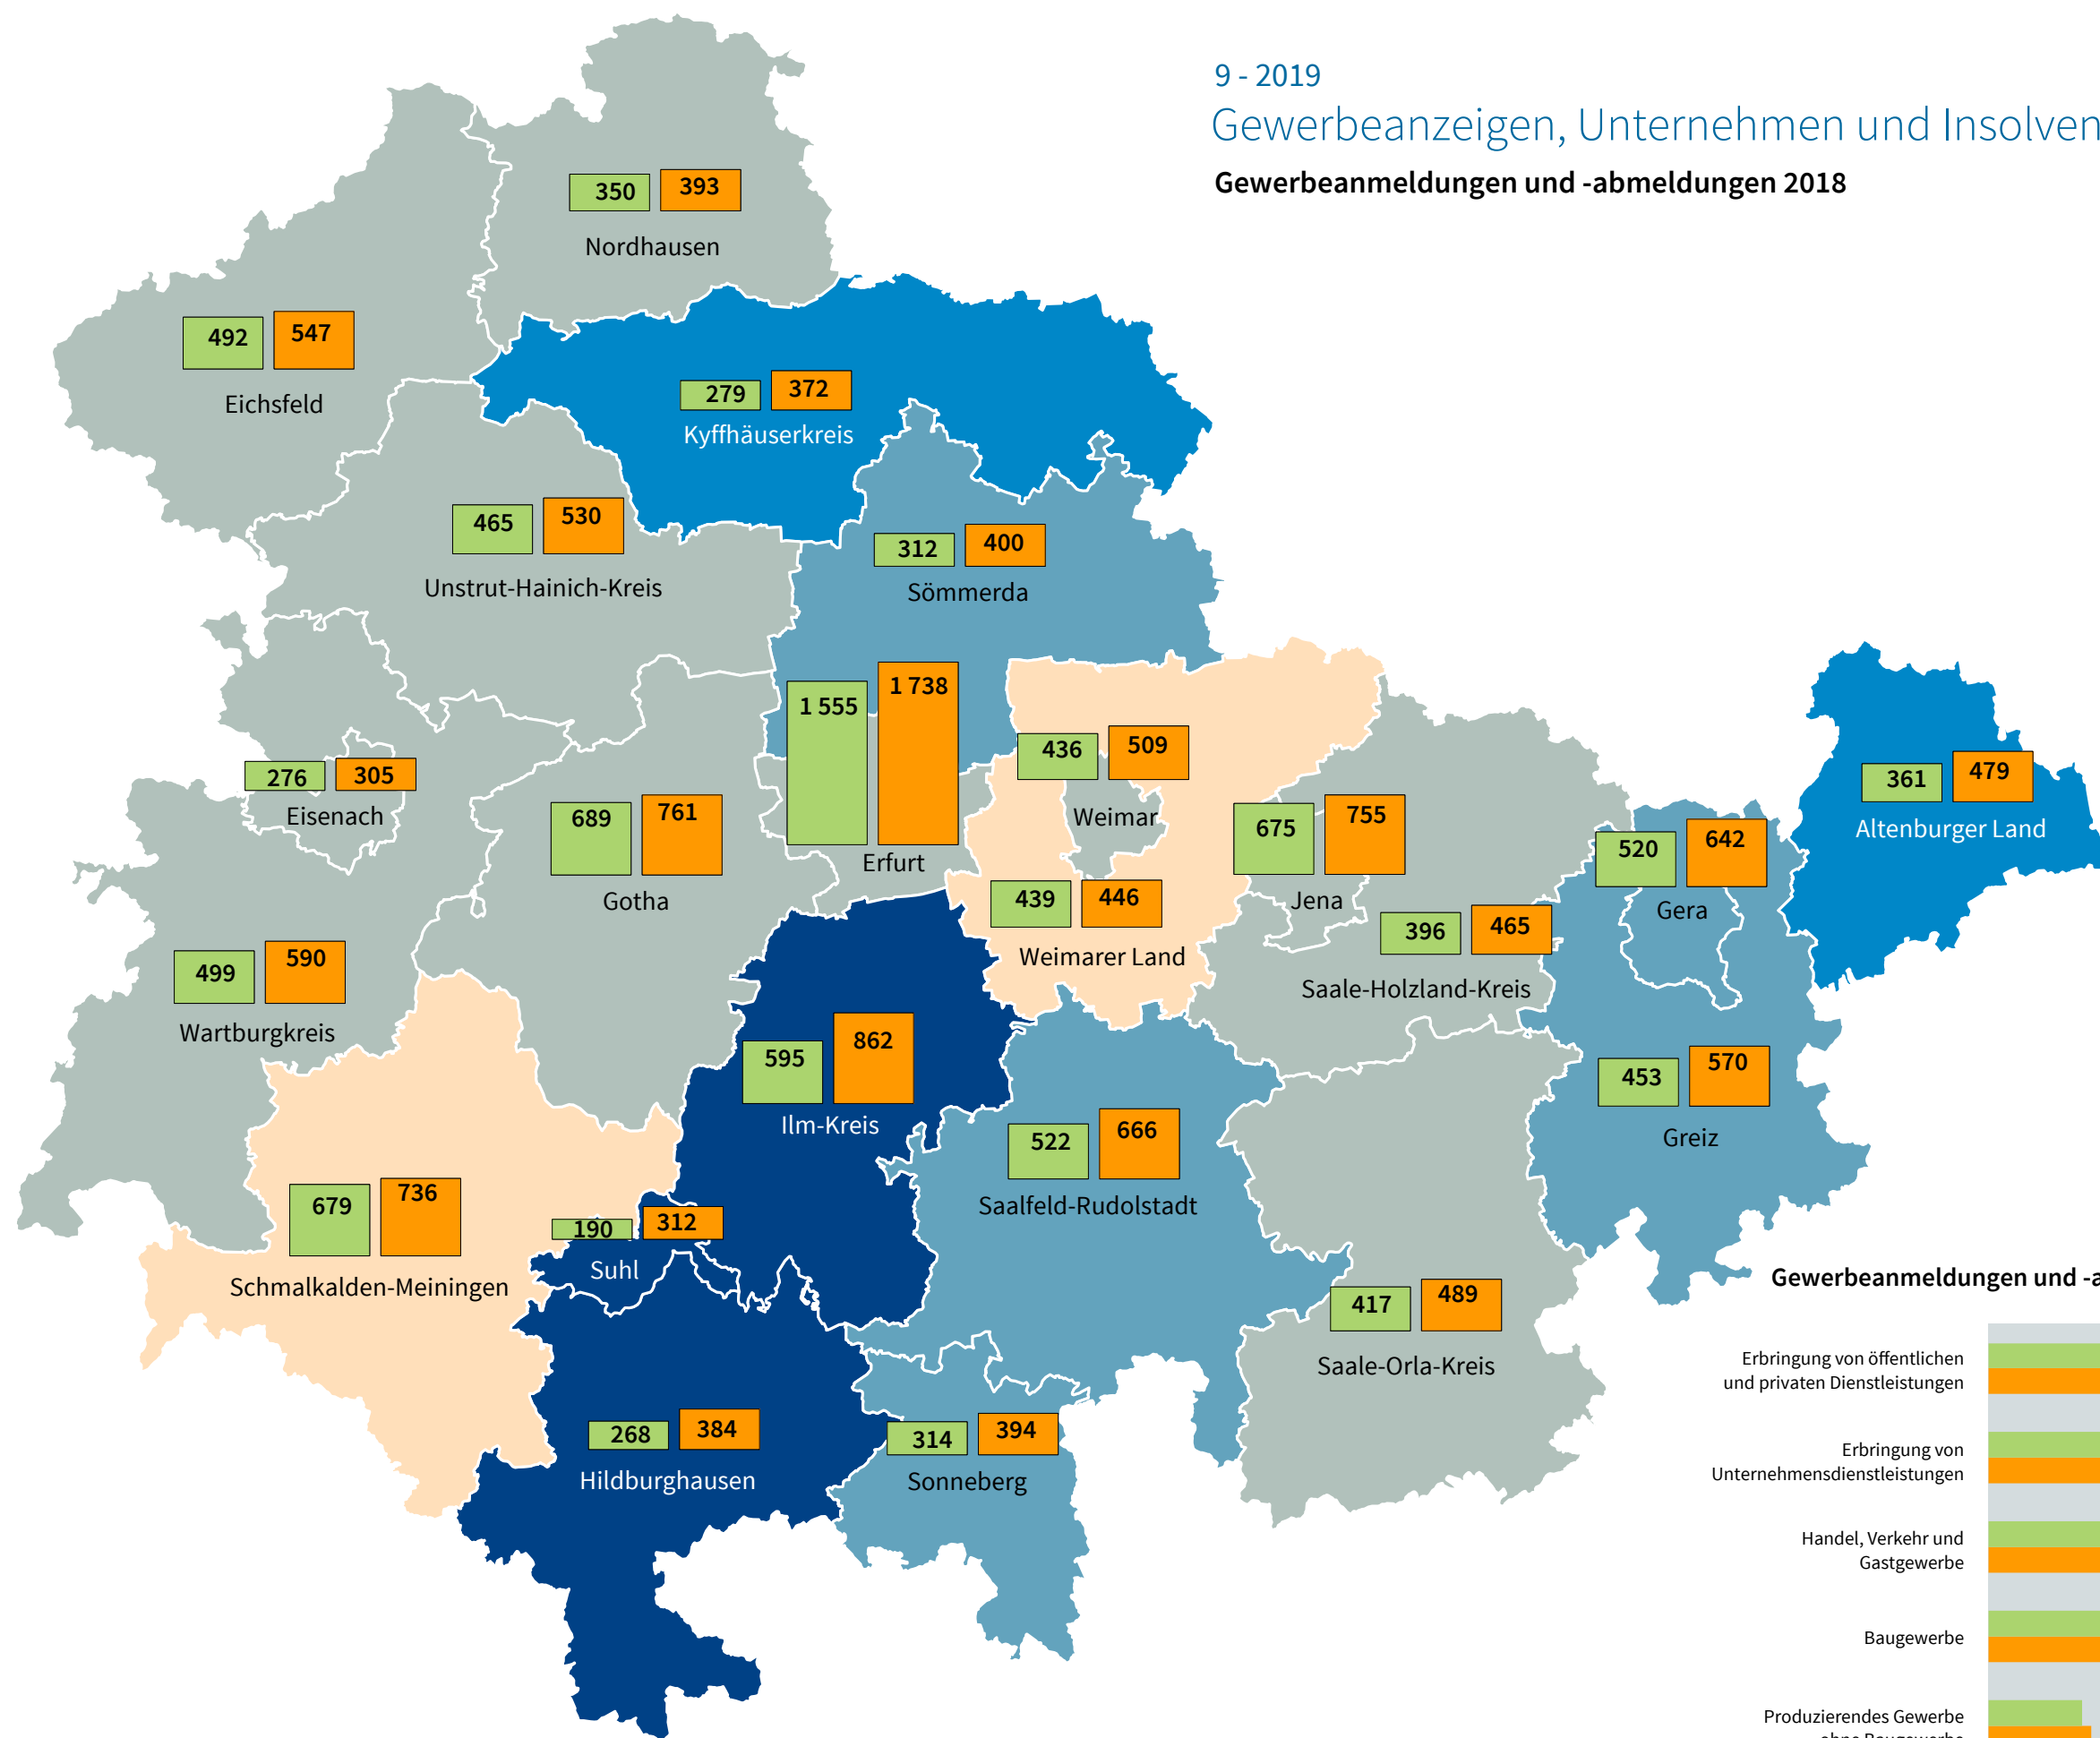 9 - 2019
Gewerbeanzeigen, Unternehmen und Insolven
Gewerbeanmeldungen und -abmeldungen 2018
350 393
Nordhausen
492 547
Eichsfeld
279 372
Kyffhäuserkreis
465 530
Unstrut-Hainich-Kreis
312 400
Sömmerda
1 555 1 738
Erfurt
436 509
Weimar
276 305
Eisenach
689 761
Gotha
675 755
Jena
361 479
Altenburger Land
520 642
Gera
439 446
Weimarer Land
396 465
Saale-Holzland-Kreis
499 590
Wartburgkreis
595 862
Ilm-Kreis
453 570
Greiz
522 666
Saalfeld-Rudolstadt
679 736
Schmalkalden-Meiningen
190 312
Suhl
417 489
Saale-Orla-Kreis
268 384
Hildburghausen
314 394
Sonneberg
Gewerbeanmeldungen und -a
Erbringung von öffentlichen
und privaten Dienstleistungen
Erbringung von
Unternehmensdienstleistungen
Handel, Verkehr und
Gastgewerbe
Baugewerbe
Produzierendes Gewerbe
ohne Baugewerbe